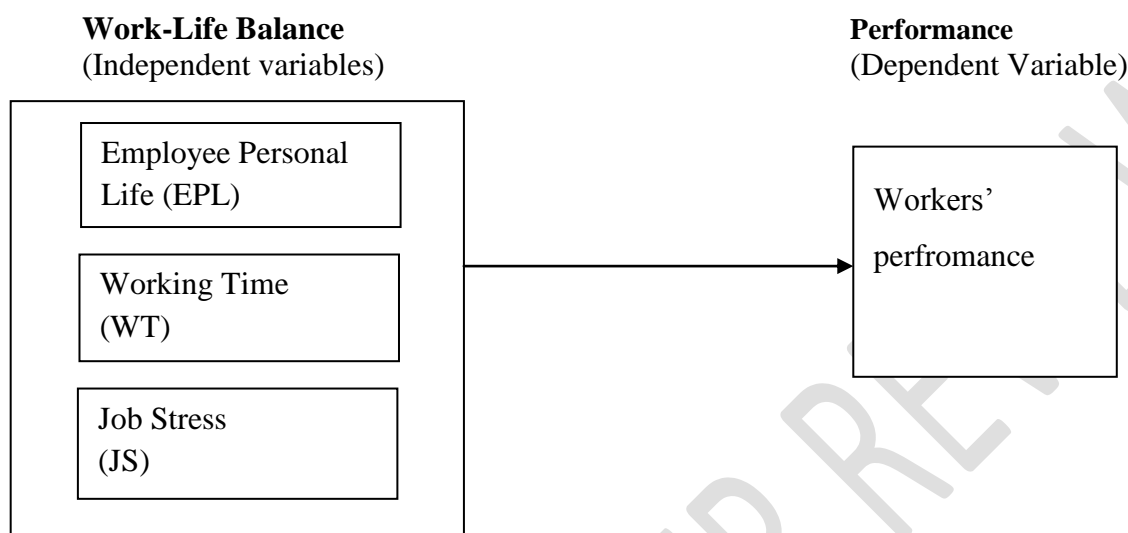 Work-Life Balance
(Independent variables)
Employee Personal
Life (EPL)
Working Time
(WT)
Job Stress
(JS)
Performance
(Dependent Variable)
Workers’
perfromance